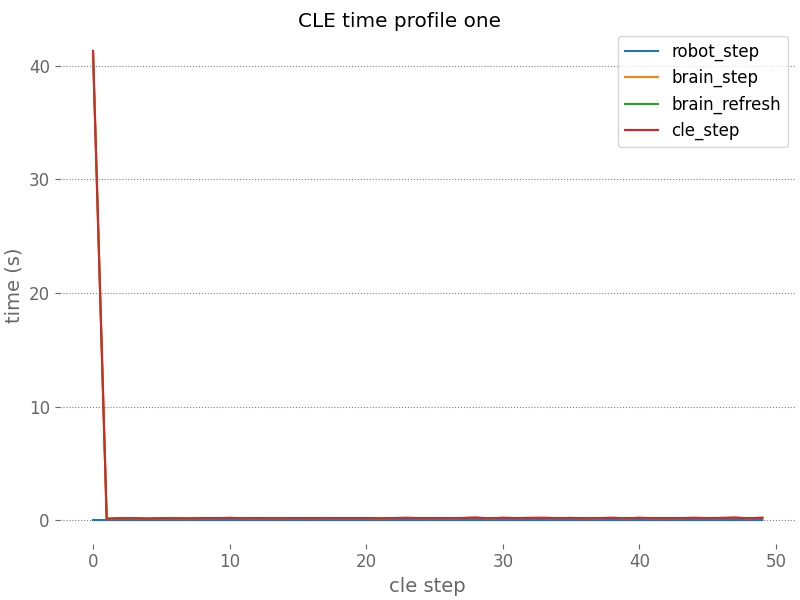 CLE time profile one
robot_step
brain_step
brain_refresh
cle_step
time (s)
40
30
20
10
0
0 10 20 30 40 50
cle step